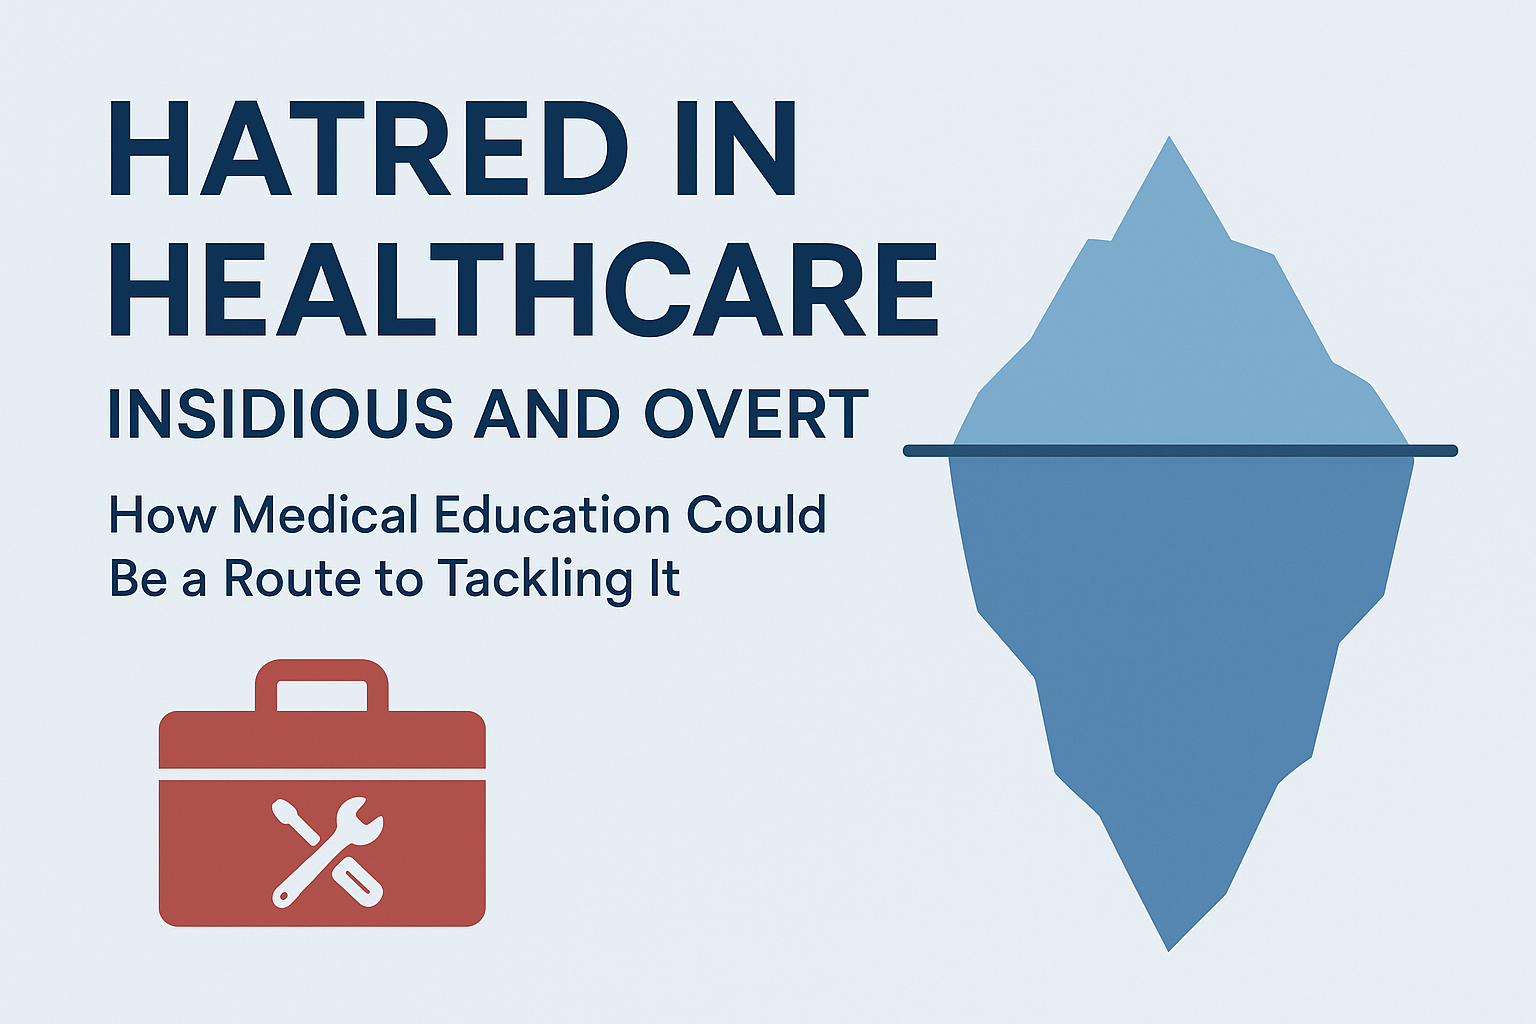 HATRED IN
HEALTHCARE
INSIDIOUS AND OVERT
How Medical Education Could
Be a Route to Tackling It